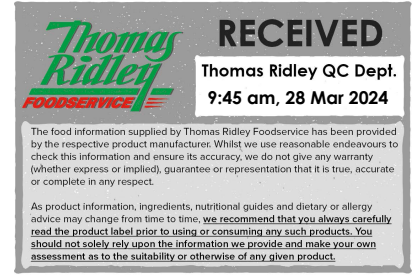 Thomas
Ridley
FOODSERVICE
RECEIVED
Thomas Ridley QC Dept.
9:45 am, 28 Mar 2024
The food information supplied by Thomas Ridley Foodservice has been provided
by the respective product manufacturer. Whilst we use reasonable endeavours to
check this information and ensure its accuracy, we do not give any warranty
(whether express or implied), guarantee or representation that it is true, accurate
or complete in any respect.
As product information, ingredients, nutritional guides and dietary or allergy
advice may change from time to time, we recommend that you always carefully
read the product label prior to using or consuming any such products. You
should not solely rely upon the information we provide and make your own
assessment as to the suitability or otherwise of any given product.